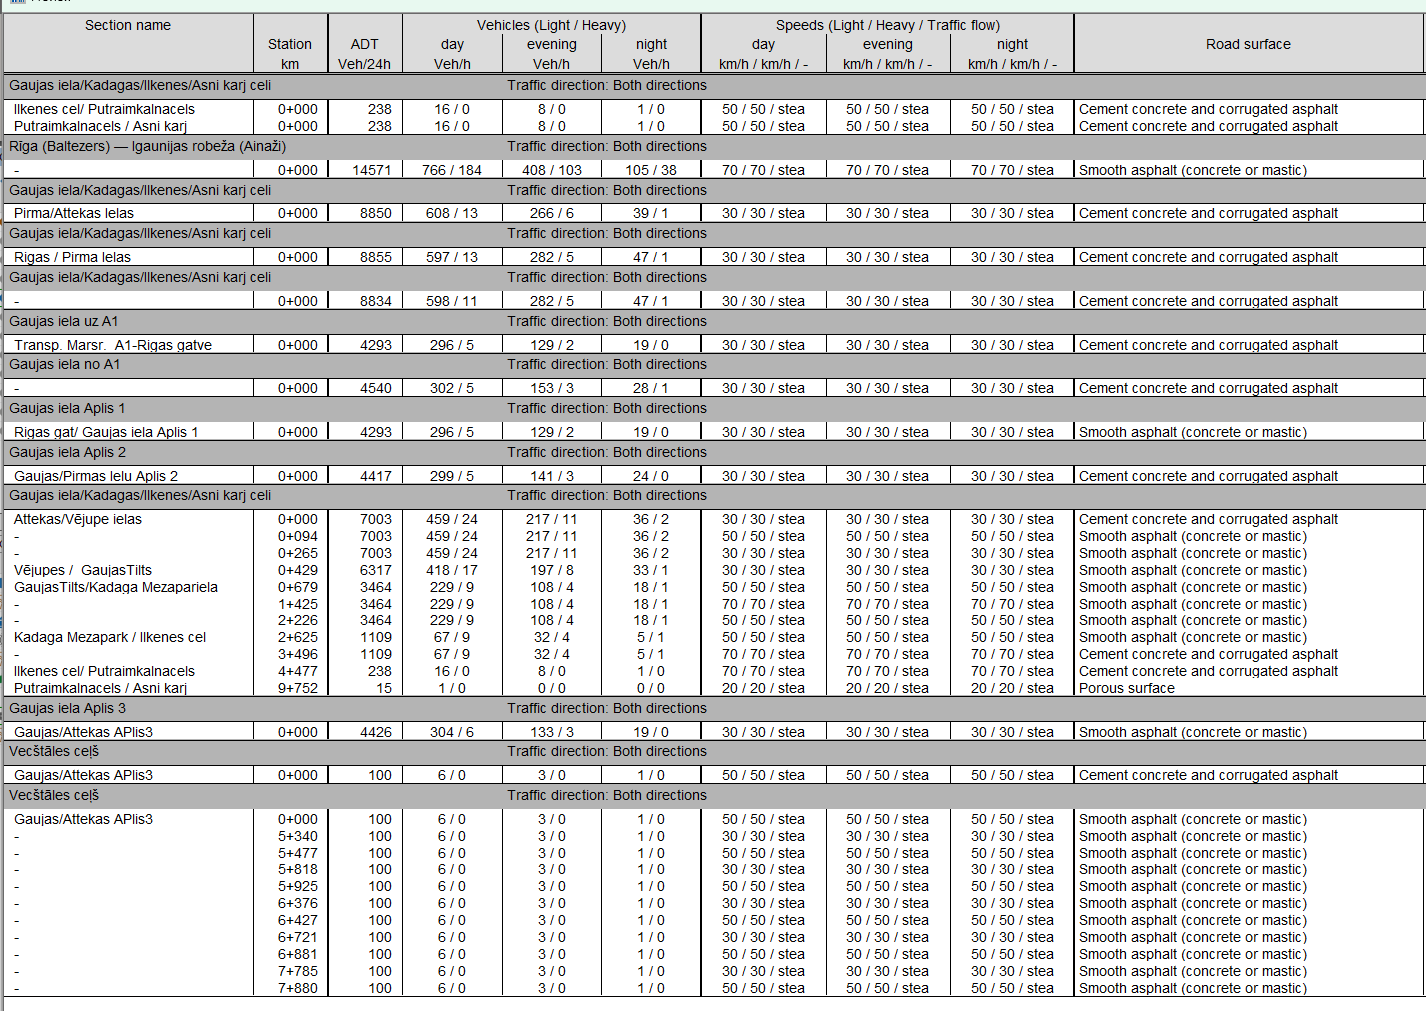 Section name Vehicles (Light / Heavy) Speeds (Light / Heavy / Traffic flow)
Station ADT day evening night day evening night Road surface
km Veh/24h Veh/h Veh/h Veh/h km/h / km/h / - km/h / km/h / - km/h / km/h / -
Gaujas iela/Kadagas/Ilkenes/Asni karj celi Traffic direction: Both directions
Ilkenes cel/ Putraimkalnacels 0+000 238 16 / 0 8 / 0 1 / 0 50 / 50 / stea 50 / 50 / stea 50 / 50 / stea Cement concrete and corrugated asphalt
Putraimkalnacels / Asni karj 0+000 238 16 / 0 8 / 0 1 / 0 50 / 50 / stea 50 / 50 / stea 50 / 50 / stea Cement concrete and corrugated asphalt
Rīga (Baltezers) — Igaunijas robeža (Ainaži) Traffic direction: Both directions
- 0+000 14571 766 / 184 408 / 103 105 / 38 70 / 70 / stea 70 / 70 / stea 70 / 70 / stea Smooth asphalt (concrete or mastic)
Gaujas iela/Kadagas/Ilkenes/Asni karj celi Traffic direction: Both directions
Pirma/Attekas Ielas 0+000 8850 608 / 13 266 / 6 39 / 1 30 / 30 / stea 30 / 30 / stea 30 / 30 / stea Cement concrete and corrugated asphalt
Gaujas iela/Kadagas/Ilkenes/Asni karj celi Traffic direction: Both directions
Rigas / Pirma Ielas 0+000 8855 597 / 13 282 / 5 47 / 1 30 / 30 / stea 30 / 30 / stea 30 / 30 / stea Cement concrete and corrugated asphalt
Gaujas iela/Kadagas/Ilkenes/Asni karj celi Traffic direction: Both directions
- 0+000 8834 598 / 11 282 / 5 47 / 1 30 / 30 / stea 30 / 30 / stea 30 / 30 / stea Cement concrete and corrugated asphalt
Gaujas iela uz A1 Traffic direction: Both directions
Transp. Marsr. A1-Rigas gatve 0+000 4293 296 / 5 129 / 2 19 / 0 30 / 30 / stea 30 / 30 / stea 30 / 30 / stea Cement concrete and corrugated asphalt
Gaujas iela no A1 Traffic direction: Both directions
- 0+000 4540 302 / 5 153 / 3 28 / 1 30 / 30 / stea 30 / 30 / stea 30 / 30 / stea Cement concrete and corrugated asphalt
Gaujas iela Aplis 1 Traffic direction: Both directions
Rigas gat/ Gaujas iela Aplis 1 0+000 4293 296 / 5 129 / 2 19 / 0 30 / 30 / stea 30 / 30 / stea 30 / 30 / stea Smooth asphalt (concrete or mastic)
Gaujas iela Aplis 2 Traffic direction: Both directions
Gaujas/Pirmas Ielu Aplis 2 0+000 4417 299 / 5 141 / 3 24 / 0 30 / 30 / stea 30 / 30 / stea 30 / 30 / stea Cement concrete and corrugated asphalt
Gaujas iela/Kadagas/Ilkenes/Asni karj celi Traffic direction: Both directions
Attekas/Vējupe ielas 0+000 7003 459 / 24 217 / 11 36 / 2 30 / 30 / stea 30 / 30 / stea 30 / 30 / stea Cement concrete and corrugated asphalt
- 0+094 7003 459 / 24 217 / 11 36 / 2 50 / 50 / stea 50 / 50 / stea 50 / 50 / stea Smooth asphalt (concrete or mastic)
- 0+265 7003 459 / 24 217 / 11 36 / 2 30 / 30 / stea 30 / 30 / stea 30 / 30 / stea Smooth asphalt (concrete or mastic)
Vējupes / GaujasTilts 0+429 6317 418 / 17 197 / 8 33 / 1 30 / 30 / stea 30 / 30 / stea 30 / 30 / stea Smooth asphalt (concrete or mastic)
GaujasTilts/Kadaga Mezapariela 0+679 3464 229 / 9 108 / 4 18 / 1 50 / 50 / stea 50 / 50 / stea 50 / 50 / stea Smooth asphalt (concrete or mastic)
- 1+425 3464 229 / 9 108 / 4 18 / 1 70 / 70 / stea 70 / 70 / stea 70 / 70 / stea Smooth asphalt (concrete or mastic)
- 2+226 3464 229 / 9 108 / 4 18 / 1 50 / 50 / stea 50 / 50 / stea 50 / 50 / stea Smooth asphalt (concrete or mastic)
Kadaga Mezapark / Ilkenes cel 2+625 1109 67 / 9 32 / 4 5 / 1 50 / 50 / stea 50 / 50 / stea 50 / 50 / stea Smooth asphalt (concrete or mastic)
- 3+496 1109 67 / 9 32 / 4 5 / 1 70 / 70 / stea 70 / 70 / stea 70 / 70 / stea Cement concrete and corrugated asphalt
Ilkenes cel/ Putraimkalnacels 4+477 238 16 / 0 8 / 0 1 / 0 70 / 70 / stea 70 / 70 / stea 70 / 70 / stea Cement concrete and corrugated asphalt
Putraimkalnacels / Asni karj 9+752 15 1 / 0 0 / 0 0 / 0 20 / 20 / stea 20 / 20 / stea 20 / 20 / stea Porous surface
Gaujas iela Aplis 3 Traffic direction: Both directions
Gaujas/Attekas APlis3 0+000 4426 304 / 6 133 / 3 19 / 0 30 / 30 / stea 30 / 30 / stea 30 / 30 / stea Smooth asphalt (concrete or mastic)
Vecštāles ceļš Traffic direction: Both directions
Gaujas/Attekas APlis3 0+000 100 6 / 0 3 / 0 1 / 0 50 / 50 / stea 50 / 50 / stea 50 / 50 / stea Cement concrete and corrugated asphalt
Vecštāles ceļš Traffic direction: Both directions
Gaujas/Attekas APlis3 0+000 100 6 / 0 3 / 0 1 / 0 50 / 50 / stea 50 / 50 / stea 50 / 50 / stea Smooth asphalt (concrete or mastic)
- 5+340 100 6 / 0 3 / 0 1 / 0 30 / 30 / stea 30 / 30 / stea 30 / 30 / stea Smooth asphalt (concrete or mastic)
- 5+477 100 6 / 0 3 / 0 1 / 0 50 / 50 / stea 50 / 50 / stea 50 / 50 / stea Smooth asphalt (concrete or mastic)
- 5+818 100 6 / 0 3 / 0 1 / 0 30 / 30 / stea 30 / 30 / stea 30 / 30 / stea Smooth asphalt (concrete or mastic)
- 5+925 100 6 / 0 3 / 0 1 / 0 50 / 50 / stea 50 / 50 / stea 50 / 50 / stea Smooth asphalt (concrete or mastic)
- 6+376 100 6 / 0 3 / 0 1 / 0 30 / 30 / stea 30 / 30 / stea 30 / 30 / stea Smooth asphalt (concrete or mastic)
- 6+427 100 6 / 0 3 / 0 1 / 0 50 / 50 / stea 50 / 50 / stea 50 / 50 / stea Smooth asphalt (concrete or mastic)
- 6+721 100 6 / 0 3 / 0 1 / 0 30 / 30 / stea 30 / 30 / stea 30 / 30 / stea Smooth asphalt (concrete or mastic)
- 6+881 100 6 / 0 3 / 0 1 / 0 50 / 50 / stea 50 / 50 / stea 50 / 50 / stea Smooth asphalt (concrete or mastic)
- 7+785 100 6 / 0 3 / 0 1 / 0 30 / 30 / stea 30 / 30 / stea 30 / 30 / stea Smooth asphalt (concrete or mastic)
- 7+880 100 6 / 0 3 / 0 1 / 0 50 / 50 / stea 50 / 50 / stea 50 / 50 / stea Smooth asphalt (concrete or mastic)